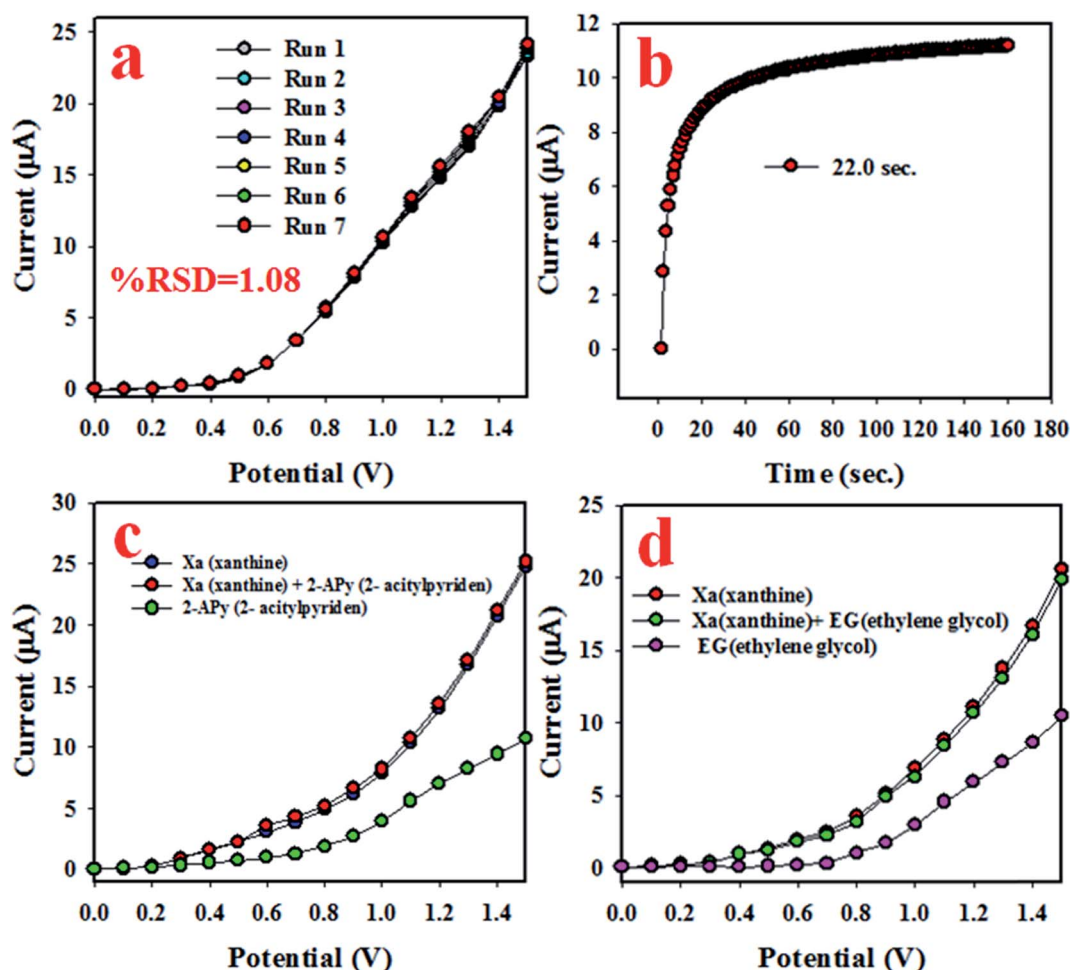 a
Run 1
Run 2
Run 3
Run 4
Run 5
Run 6
Run 7
%RSD=1.08
Current (µA)
25
20
15
10
5
0
0.0 0.2 0.4 0.6 0.8 1.0 1.2 1.4
Potential (V)
b
22.0 sec.
Current (µA)
12
10
8
6
4
2
0
0 20 40 60 80 100 120 140 160 180
Time (sec.)
c
Xa (xanthine)
Xa (xanthine) + 2-APy (2- acitylpyriden)
2-APy (2- acitylpyriden)
Current (µA)
30
25
20
15
10
5
0
0.0 0.2 0.4 0.6 0.8 1.0 1.2 1.4
Potential (V)
d
Xa(xanthine)
Xa(xanthine)+ EG(ethylene glycol)
EG(ethylene glycol)
Current (µA)
25
20
15
10
5
0
0.0 0.2 0.4 0.6 0.8 1.0 1.2 1.4
Potential (V)